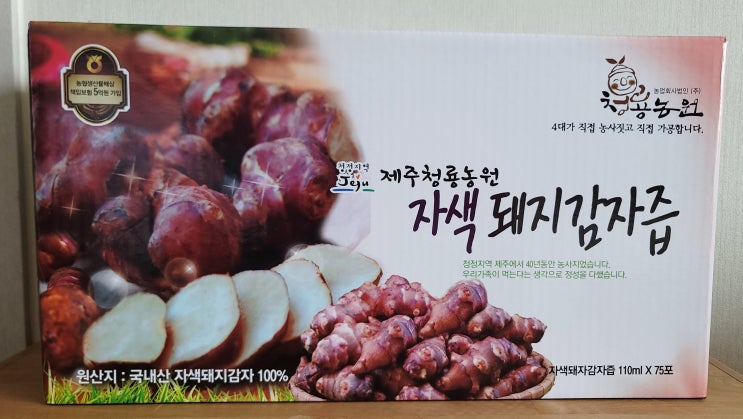 농협생산물배상
책임보험 5억원 가입
농업회사법인 (주)
청룡농원
4대가 직접 농사짓고 직접 가공합니다.
청정지역
Jeju
제주청룡농원
자색돼지감자즙
청정지역 제주에서 40년동안 농사지었습니다.
우리가족이 먹는다는 생각으로 정성을 다했습니다.
원산지 : 국내산 자색돼지감자 100%
자색돼자감자즙 110ml X 75포